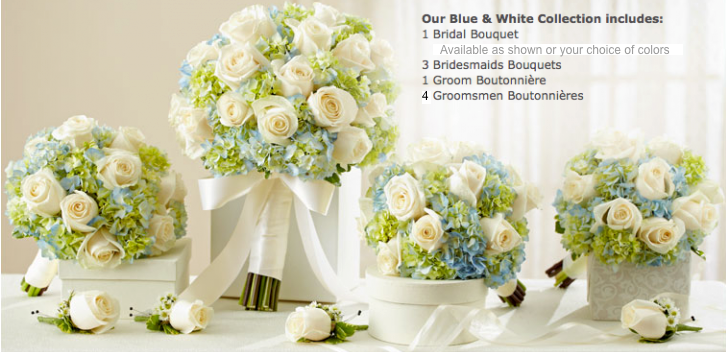 Our Blue & White Collection includes:
1 Bridal Bouquet
Available as shown or your choice of colors
3 Bridesmaids Bouquets
1 Groom Boutonnière
4 Groomsmen Boutonnières